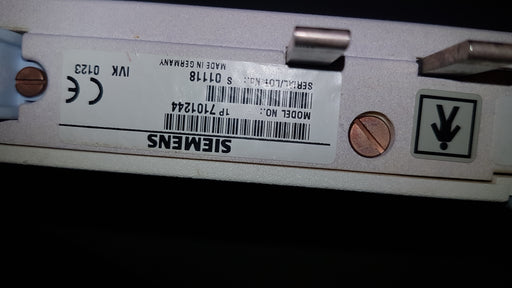 SIEMENS
MODEL NO.: 1P 7101244
SERIAL/LOT No.: S 01118
MADE IN GERMANY
IVK 0123
CE